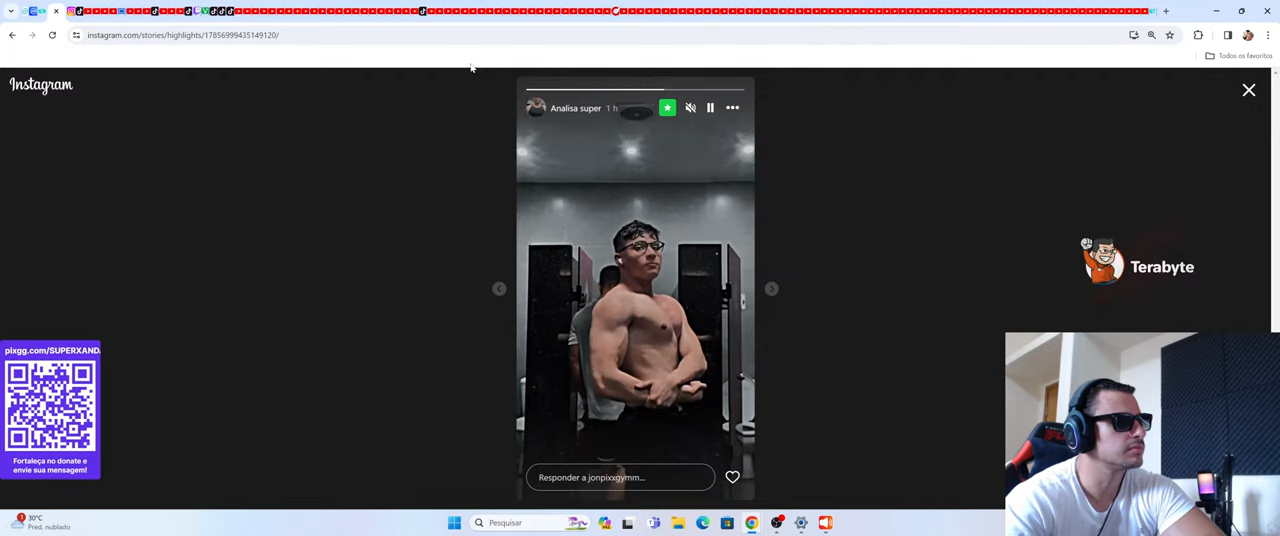 instagram.com/stories/highlights/17856999435149120/
Todos os favoritos
Instagram
Analisa super 1 h
Terabyte
pixgg.com/SUPERXAND
Fortaleça no donate e
envie sua mensagem!
Responder a jonpixxgymm...
30°C
Pred. nublado
Pesquisar